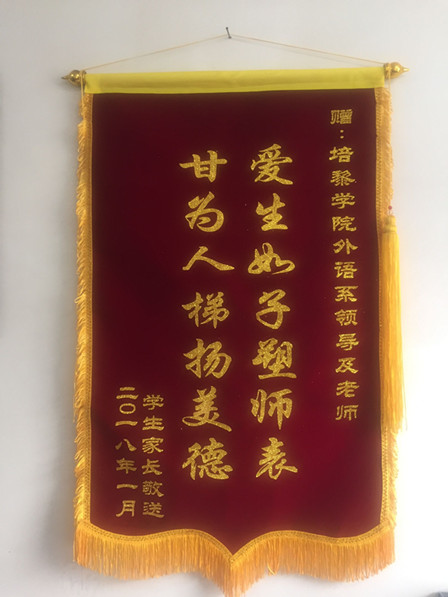 赠：培黎学院外语系领导及老师
爱生如子塑师表
甘为人梯扬美德
学生家长敬送
二〇一八年一月